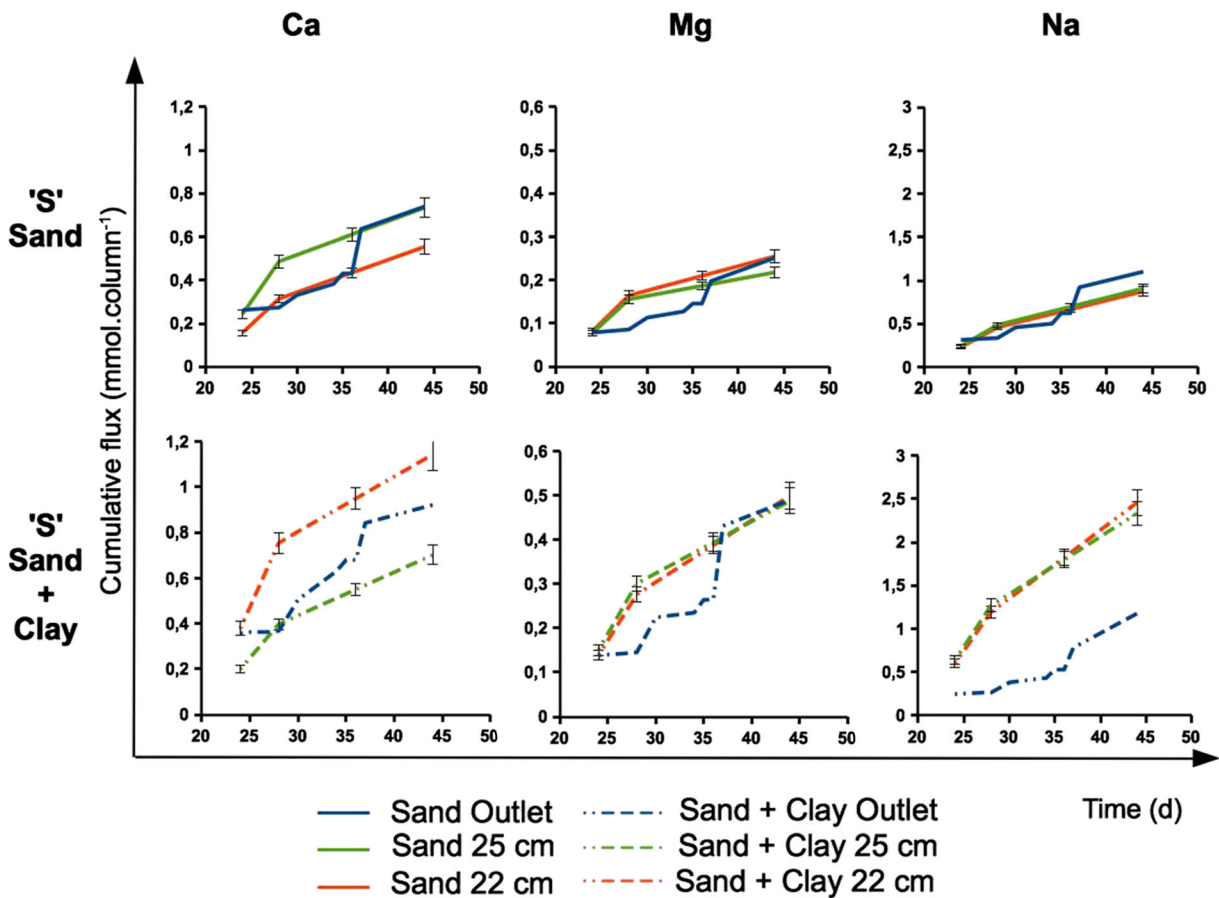 Ca Mg Na
'S'
Sand
'S'
Sand
+
Clay
Cumulative flux (mmol.column⁻¹)
1,2
1
0,8
0,6
0,4
0,2
0
20 25 30 35 40 45 50
0,6
0,5
0,4
0,3
0,2
0,1
0
20 25 30 35 40 45 50
3
2,5
2
1,5
1
0,5
0
20 25 30 35 40 45 50
1,2
1
0,8
0,6
0,4
0,2
0
20 25 30 35 40 45 50
0,6
0,5
0,4
0,3
0,2
0,1
0
20 25 30 35 40 45 50
3
2,5
2
1,5
1
0,5
0
20 25 30 35 40 45 50
Time (d)
Sand Outlet
Sand 25 cm
Sand 22 cm
Sand + Clay Outlet
Sand + Clay 25 cm
Sand + Clay 22 cm